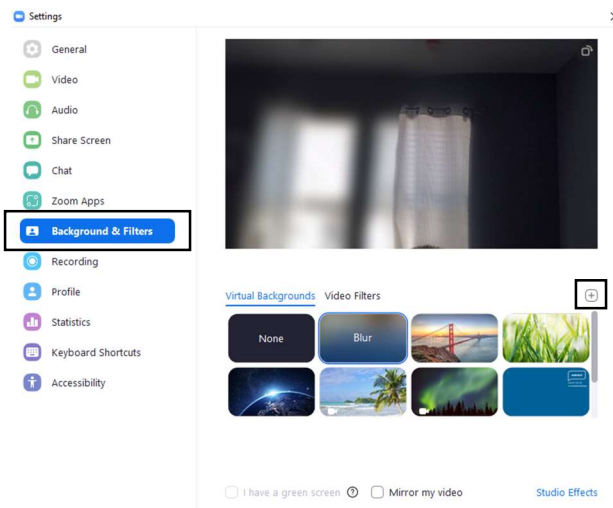 Settings
General
Video
Audio
Share Screen
Chat
Zoom Apps
Background & Filters
Recording
Profile
Statistics
Keyboard Shortcuts
Accessibility
Virtual Backgrounds Video Filters
None Blur
I have a green screen ? Mirror my video Studio Effects